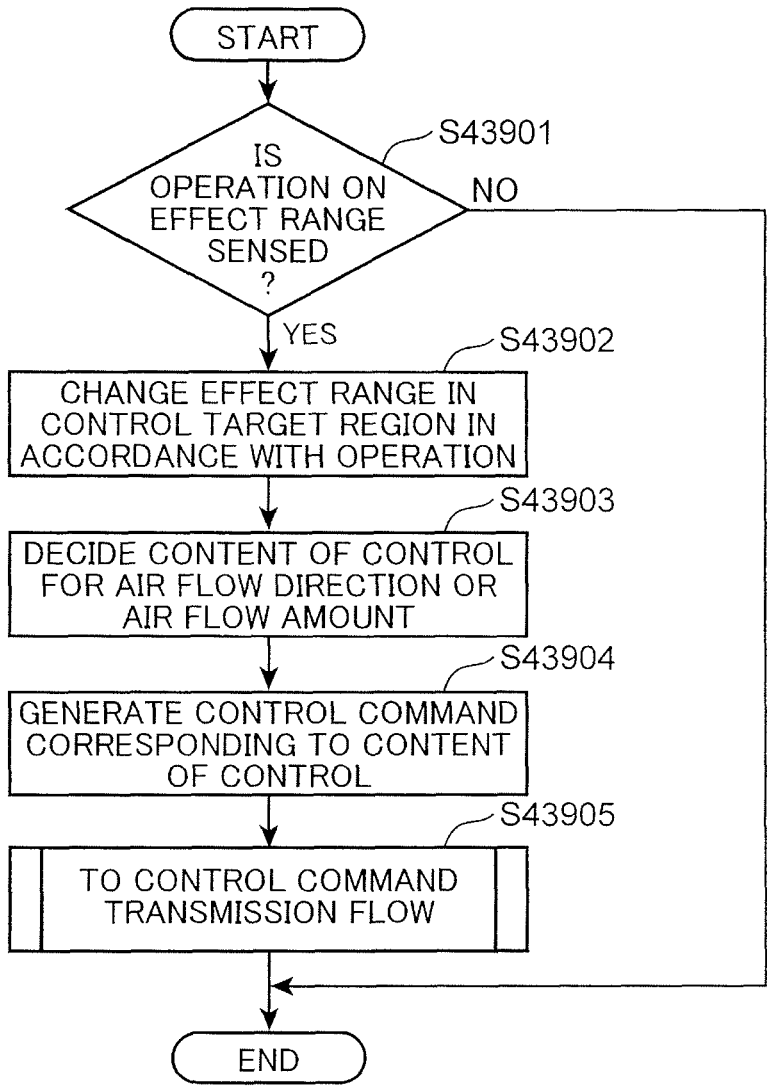 START
S43901
IS
OPERATION ON
EFFECT RANGE
SENSED
?
NO
YES
S43902
CHANGE EFFECT RANGE IN
CONTROL TARGET REGION IN
ACCORDANCE WITH OPERATION
S43903
DECIDE CONTENT OF CONTROL
FOR AIR FLOW DIRECTION OR
AIR FLOW AMOUNT
S43904
GENERATE CONTROL COMMAND
CORRESPONDING TO CONTENT
OF CONTROL
S43905
TO CONTROL COMMAND
TRANSMISSION FLOW
END